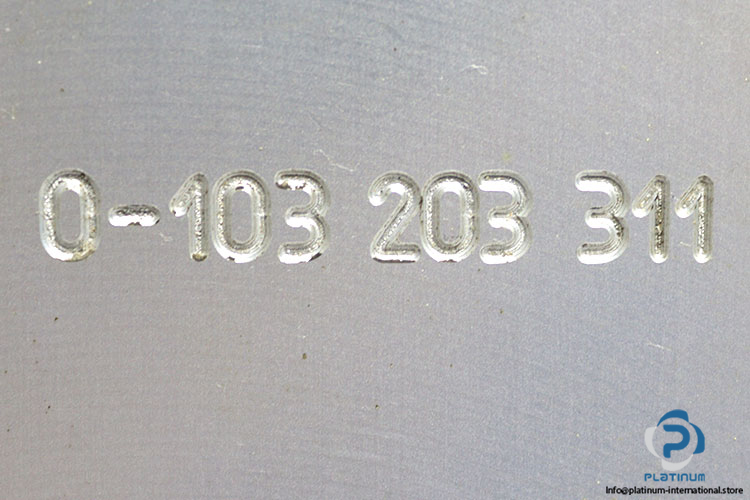 0-103 203 311
PLATINUM
Info@platinum-international.store